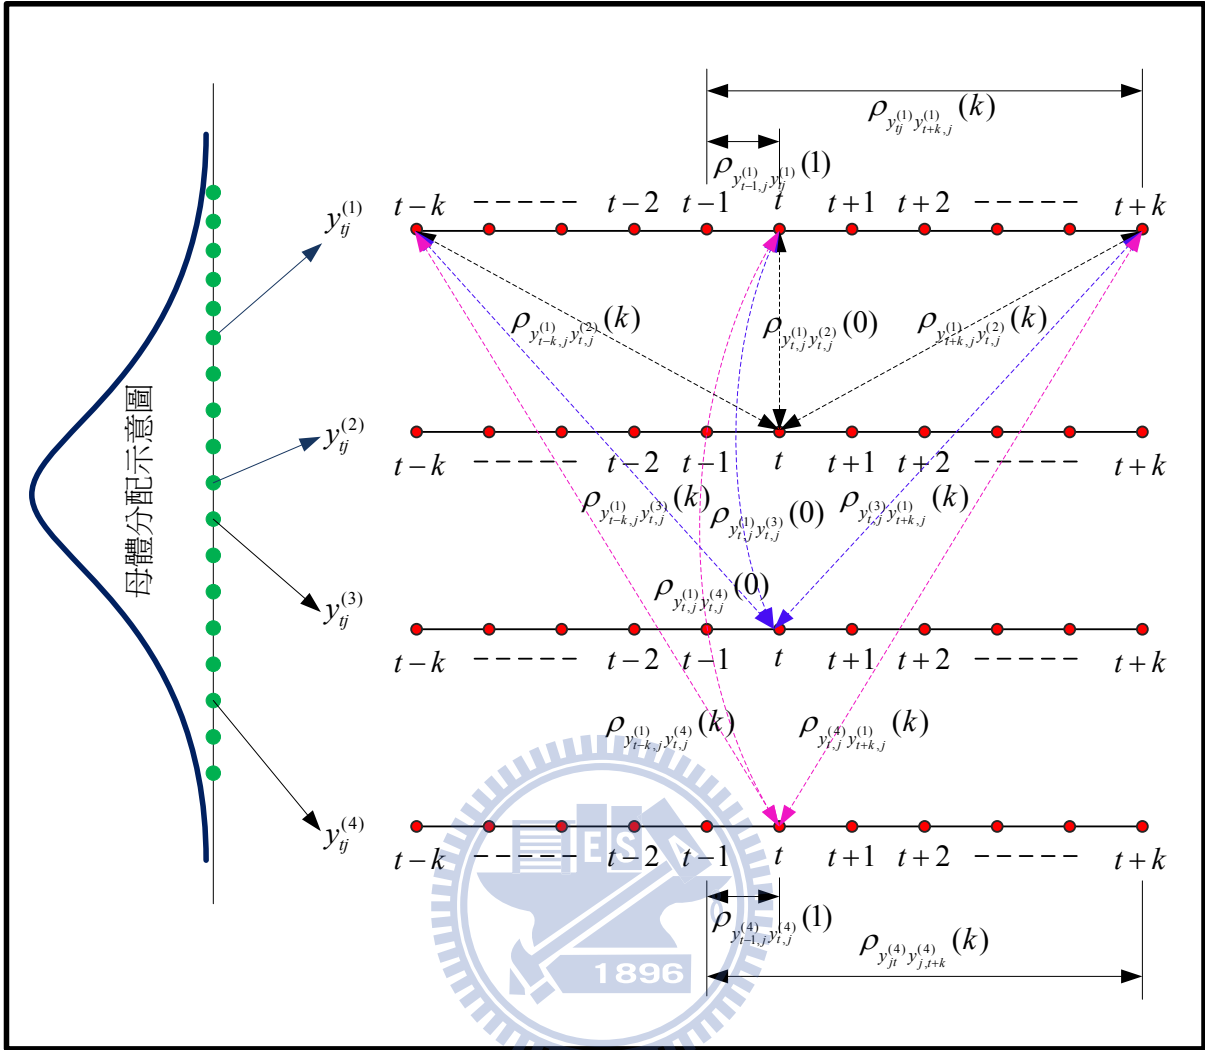 ρ_{y_{tj}^{(1)} y_{t+k,j}^{(1)}}(k)
ρ_{y_{t-1,j}^{(1)} y_{tj}^{(1)}}(1)
t−k ----- t−2 t−1 t t+1 t+2 ----- t+k
y_{tj}^{(1)}
ρ_{y_{t-k,j}^{(1)} y_{t,j}^{(2)}}(k)
ρ_{y_{t,j}^{(1)} y_{t,j}^{(2)}}(0)
ρ_{y_{t+k,j}^{(1)} y_{t,j}^{(2)}}(k)
母體分配示意圖
y_{tj}^{(2)}
t−k ----- t−2 t−1 t t+1 t+2 ----- t+k
ρ_{y_{t-k,j}^{(1)} y_{t,j}^{(3)}}(k)
ρ_{y_{t,j}^{(1)} y_{t,j}^{(3)}}(0)
ρ_{y_{t,j}^{(3)} y_{t+k,j}^{(1)}}(k)
ρ_{y_{t,j}^{(1)} y_{t,j}^{(4)}}(0)
y_{tj}^{(3)}
t−k ----- t−2 t−1 t t+1 t+2 ----- t+k
ρ_{y_{t-k,j}^{(1)} y_{t,j}^{(4)}}(k)
ρ_{y_{t,j}^{(4)} y_{t+k,j}^{(1)}}(k)
y_{tj}^{(4)}
ES
t−k ----- t−2 t−1 t t+1 t+2 ----- t+k
ρ_{y_{t-1,j}^{(4)} y_{t,j}^{(4)}}(1)
ρ_{y_{jt}^{(4)} y_{j,t+k}^{(4)}}(k)
1896